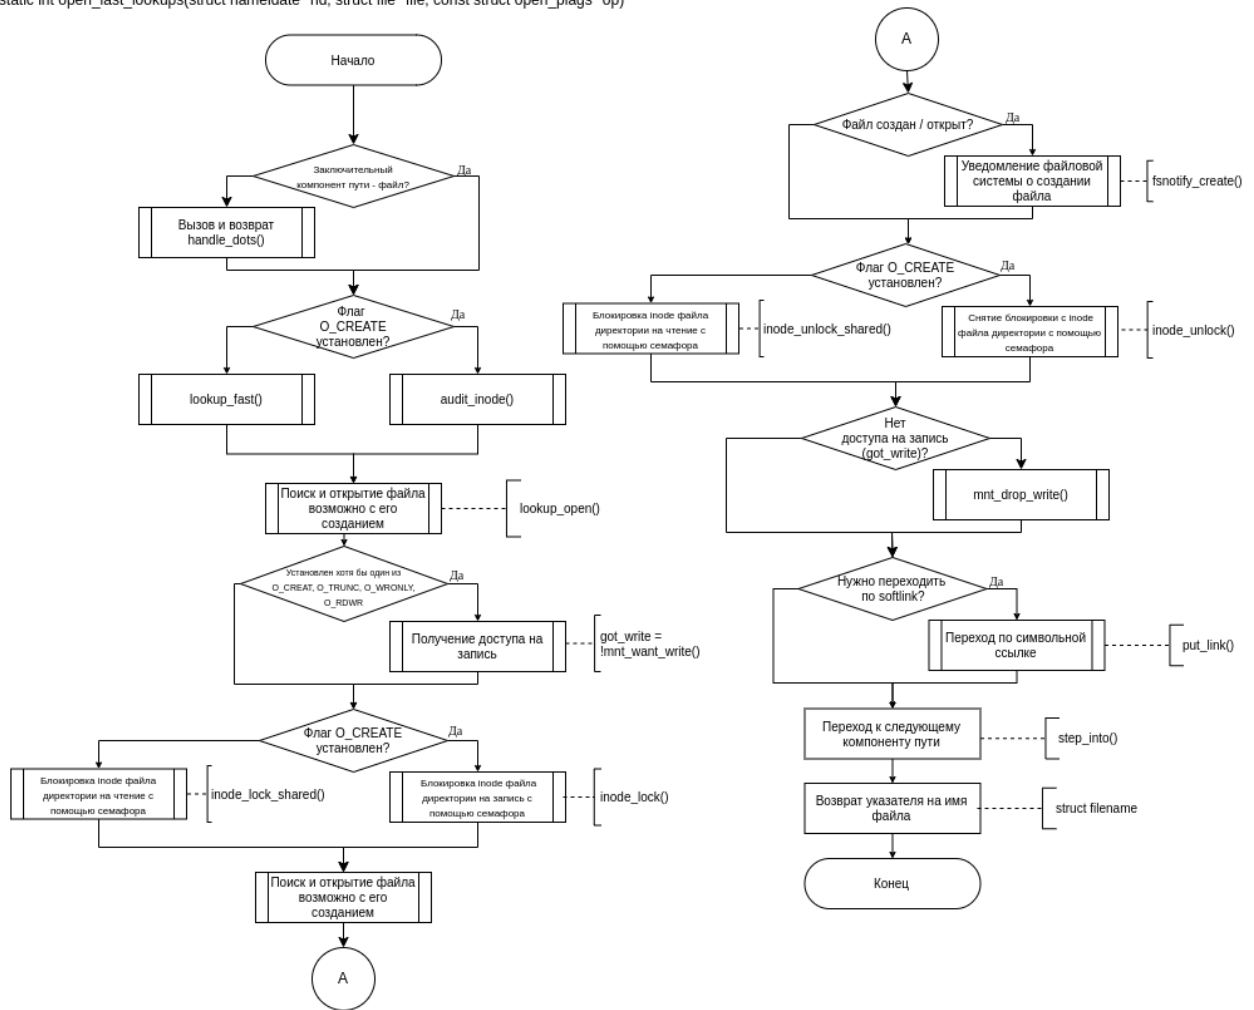 static int open_last_lookups(struct nameidate *nd, struct file *file, const struct open_plags *op)
Начало
Заключительный
компонент пути - файл?
Да
Вызов и возврат
handle_dots()
Флаг
O_CREATE
установлен?
Да
lookup_fast()
audit_inode()
Поиск и открытие файла
возможно с его
созданием
lookup_open()
Установлен хотя бы один из
O_CREAT, O_TRUNC, O_WRONLY,
O_RDWR
Да
Получение доступа на
запись
got_write =
!mnt_want_write()
Флаг O_CREATE
установлен?
Да
Блокировка inode файла
директории на чтение с
помощью семафора
inode_lock_shared()
Блокировка inode файла
директории на запись с
помощью семафора
inode_lock()
Поиск и открытие файла
возможно с его
созданием
A
A
Файл создан / открыт?
Да
Уведомление файловой
системы о создании
файла
fsnotify_create()
Флаг O_CREATE
установлен?
Да
Блокировка inode файла
директории на чтение с
помощью семафора
inode_unlock_shared()
Снятие блокировки с inode
файла директории с помощью
семафора
inode_unlock()
Нет
доступа на запись
(got_write)?
mnt_drop_write()
Нужно переходить
по softlink?
Да
Переход по символьной
ссылке
put_link()
Переход к следующему
компоненту пути
step_into()
Возврат указателя на имя
файла
struct filename
Конец